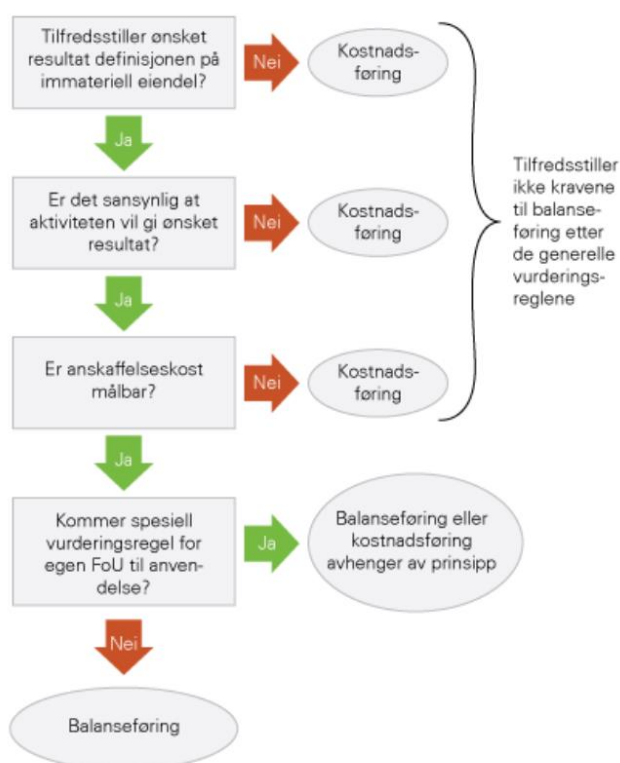 Tilfredsstiller ønsket
resultat definisjonen på
immateriell eiendel?
Nei
Kostnads-
føring
Ja
Er det sansynlig at
aktiviteten vil gi ønsket
resultat?
Nei
Kostnads-
føring
Tilfredsstiller
ikke kravene
til balanse-
føring etter
de generelle
vurderings-
reglene
Ja
Er anskaffelseskost
målbar?
Nei
Kostnads-
føring
Ja
Kommer spesiell
vurderingsregel for
egen FoU til anven-
delse?
Ja
Balanseføring eller
kostnadsføring
avhenger av prinsipp
Nei
Balanseføring